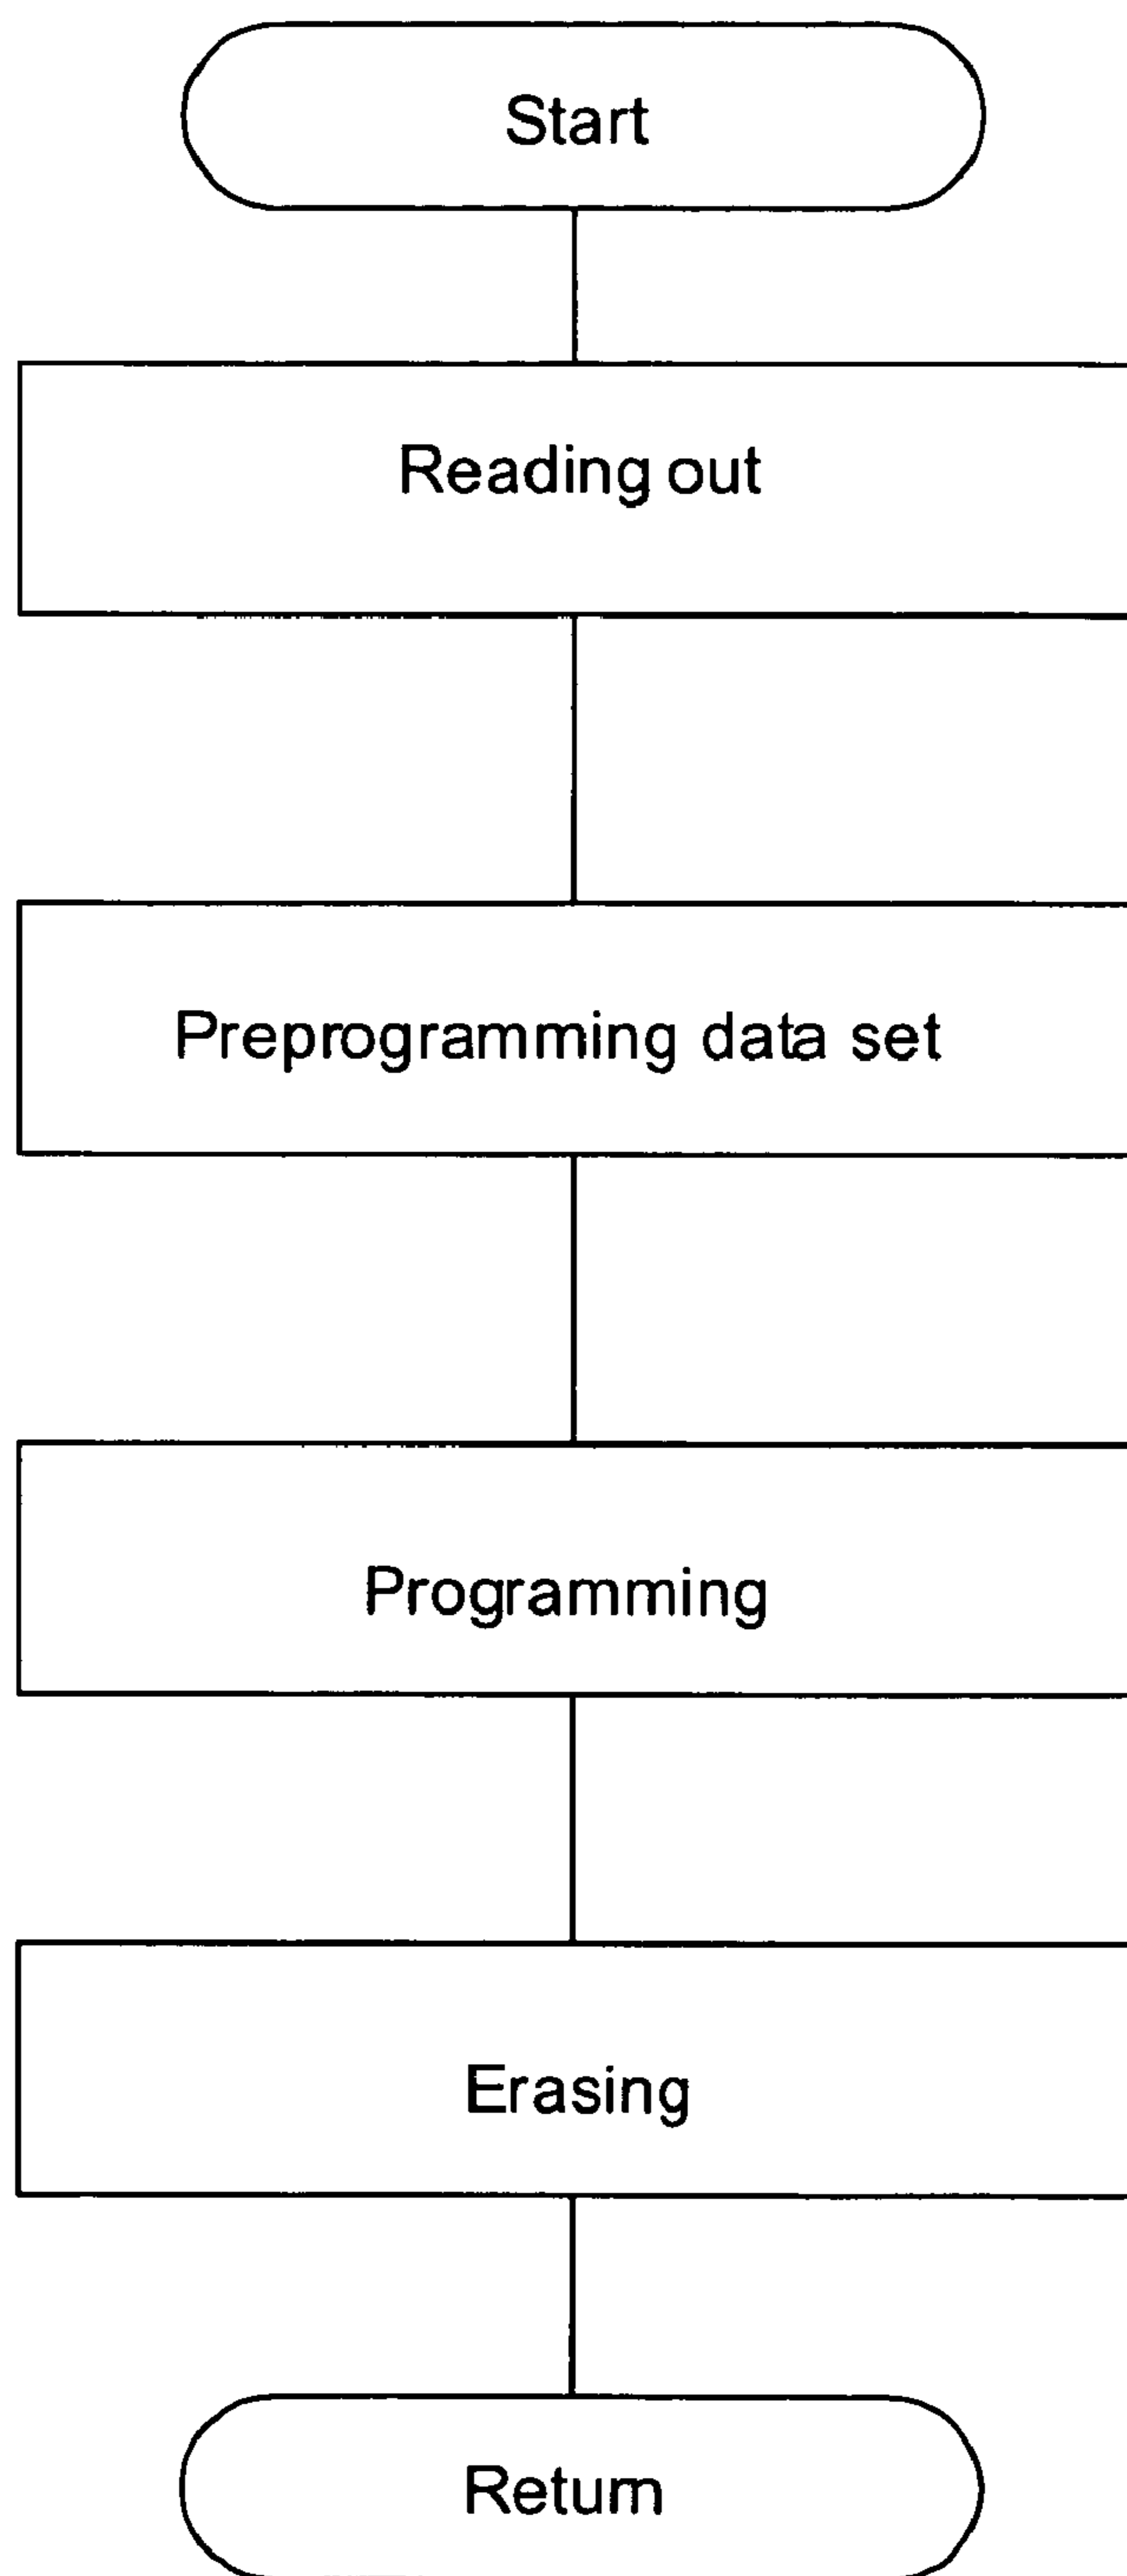 Start
Reading out
Preprogramming data set
Programming
Erasing
Return